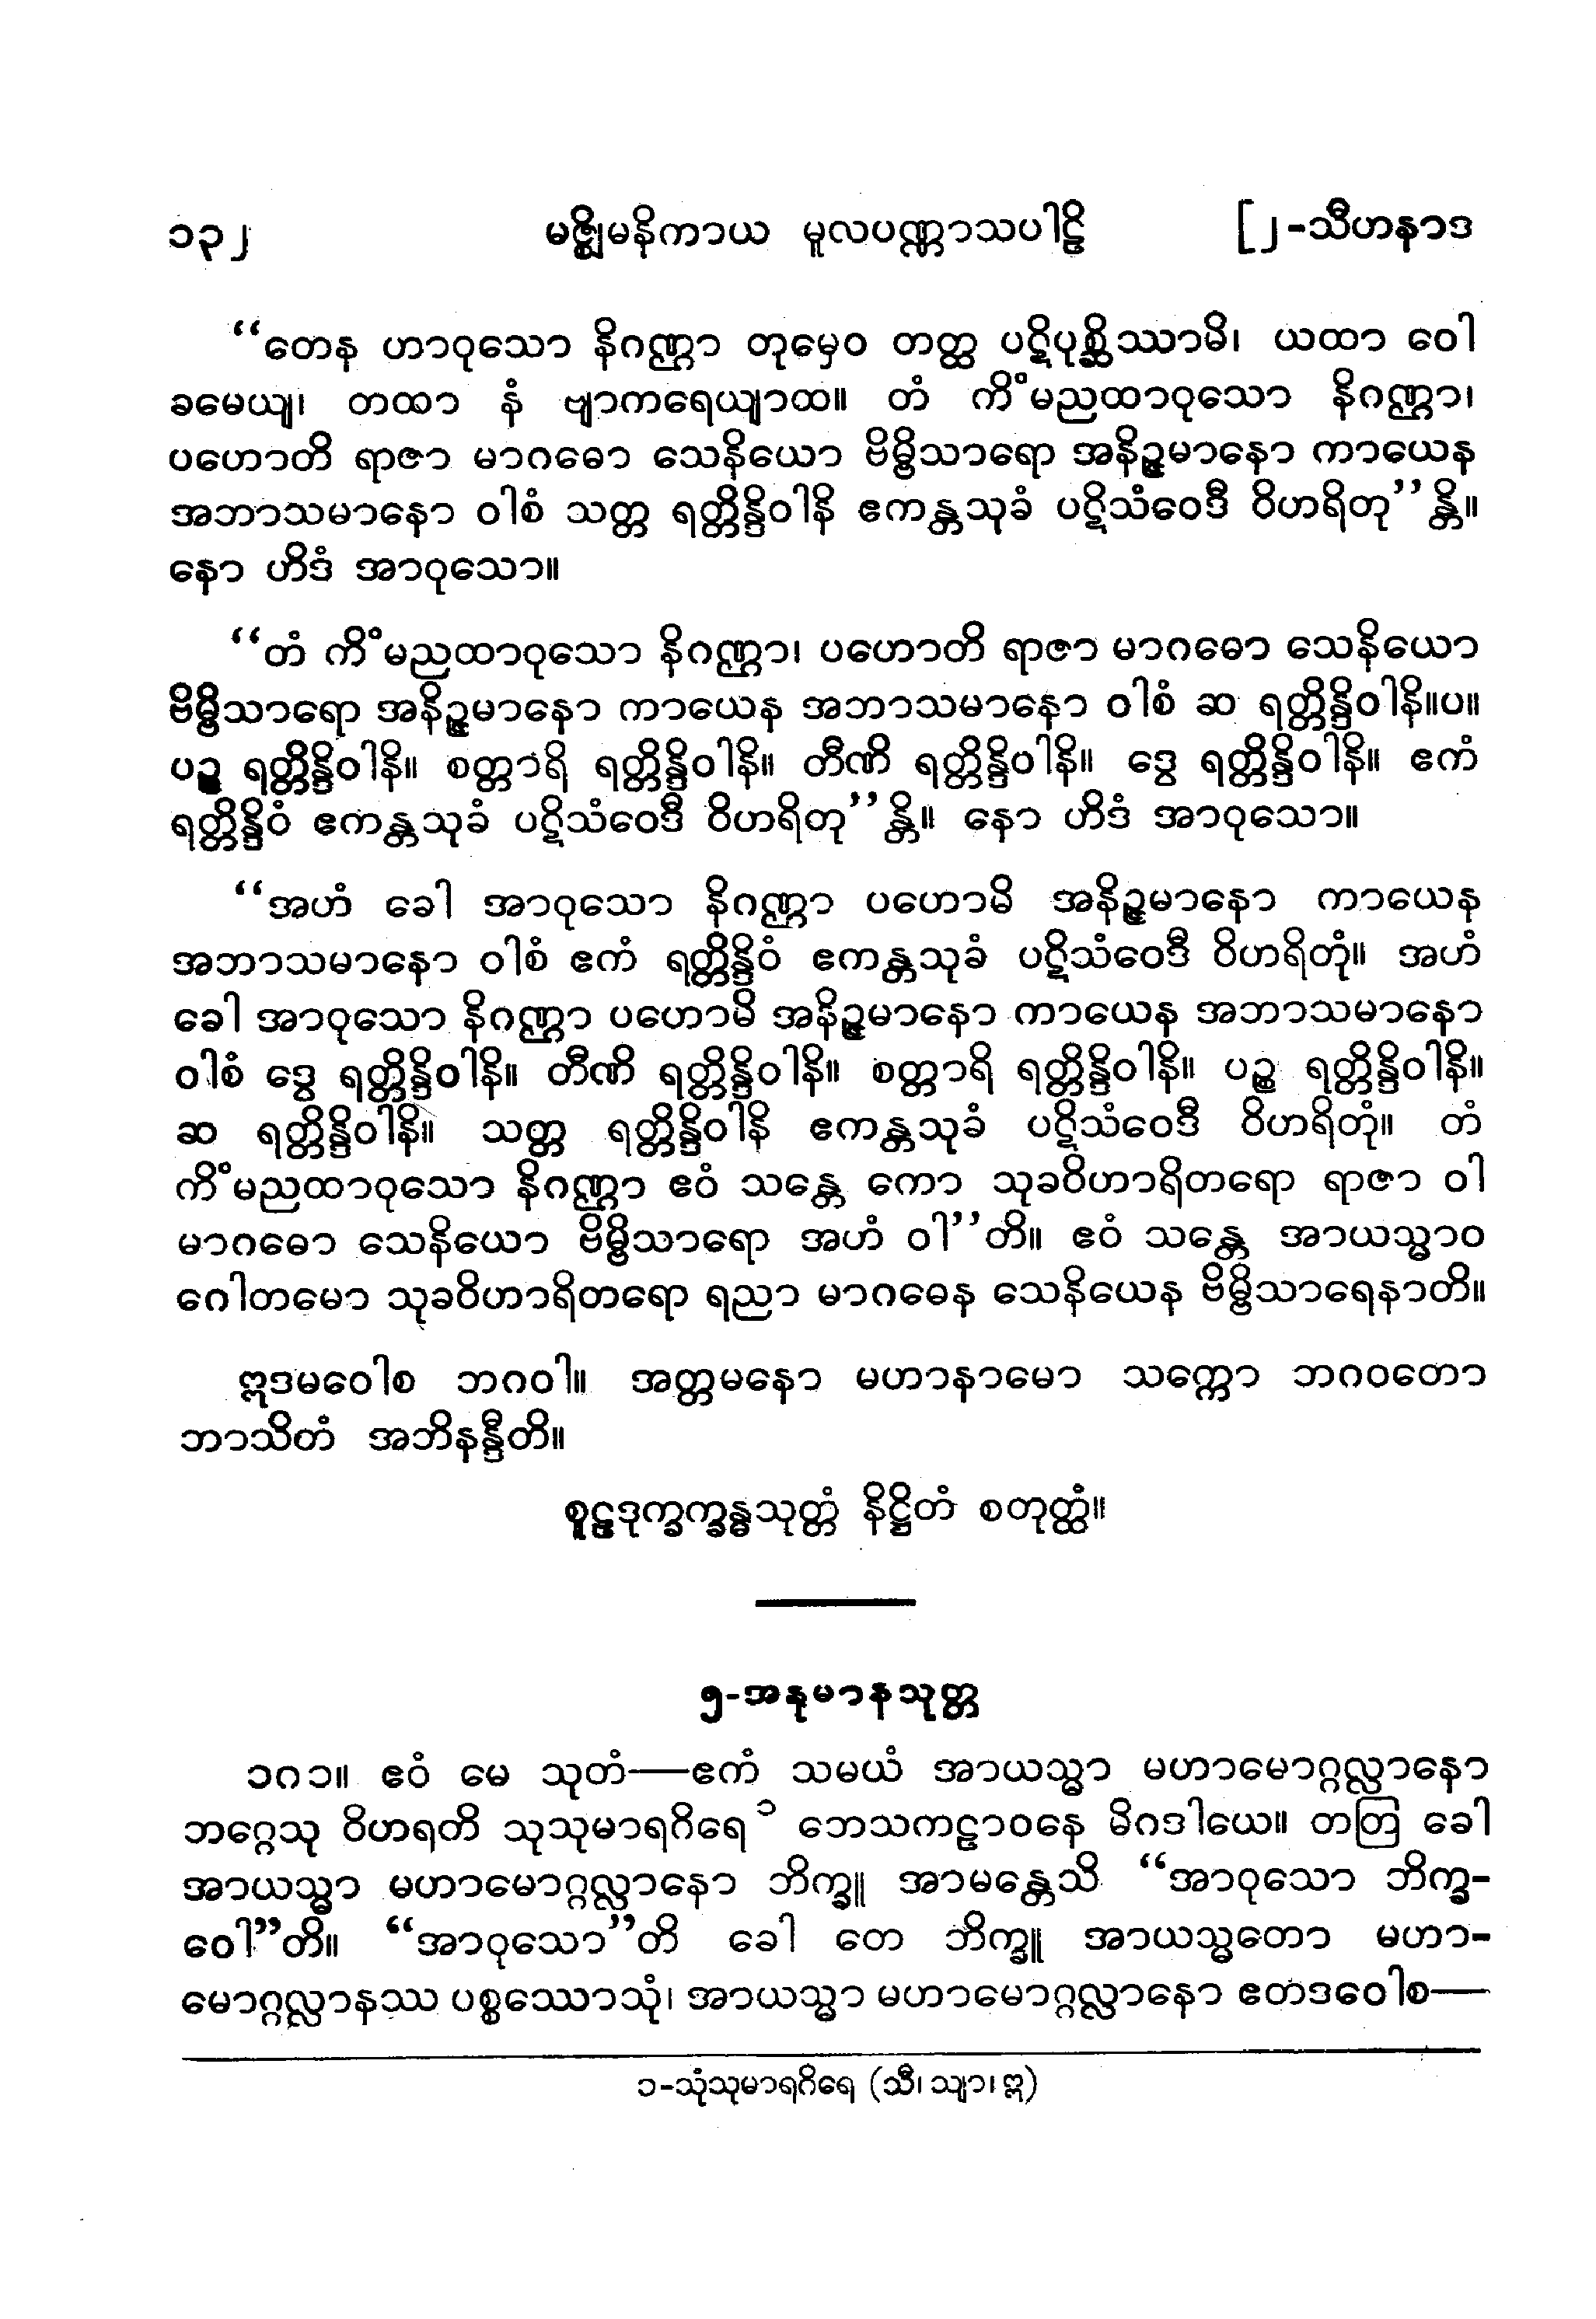 ၁၃၂ မဇ္ဈိမနိကာယ မူလပဏ္ဏာသပါဠိ [၂-သီဟနာဒ
“တေန ဟာဝုသော နိဂဏ္ဌာ တုမှေဝ တတ္ထ ပဋိပုစ္ဆိဿာမိ၊ ယထာ ဝေါ
ခမေယျ၊ တထာ နံ ဗျာကရေယျာထ။ တံ ကိံ မညထာဝုသော နိဂဏ္ဌာ၊
ပဟောတိ ရာဇာ မာဂဓော သေနိယော ဗိမ္ဗိသာရော အနိဉ္ဇမာနော ကာယေန
အဘာသမာနော ဝါစံ သတ္တ ရတ္တိန္ဒိဝါနိ ဧကန္တသုခံ ပဋိသံဝေဒီ ဝိဟရိတု”န္တိ။
နော ဟိဒံ အာဝုသော။
“တံ ကိံ မညထာဝုသော နိဂဏ္ဌာ၊ ပဟောတိ ရာဇာ မာဂဓော သေနိယော
ဗိမ္ဗိသာရော အနိဉ္ဇမာနော ကာယေန အဘာသမာနော ဝါစံ ဆ ရတ္တိန္ဒိဝါနိ။ပ။
ပဉ္စ ရတ္တိန္ဒိဝါနိ။ စတ္တာရိ ရတ္တိန္ဒိဝါနိ။ တီဏိ ရတ္တိန္ဒိဝါနိ။ ဒွေ ရတ္တိန္ဒိဝါနိ။ ဧကံ
ရတ္တိန္ဒိဝံ ဧကန္တသုခံ ပဋိသံဝေဒီ ဝိဟရိတု”န္တိ။ နော ဟိဒံ အာဝုသော။
“အဟံ ခေါ အာဝုသော နိဂဏ္ဌာ ပဟောမိ အနိဉ္ဇမာနော ကာယေန
အဘာသမာနော ဝါစံ ဧကံ ရတ္တိန္ဒိဝံ ဧကန္တသုခံ ပဋိသံဝေဒီ ဝိဟရိတုံ။ အဟံ
ခေါ အာဝုသော နိဂဏ္ဌာ ပဟောမိ အနိဉ္ဇမာနော ကာယေန အဘာသမာနော
ဝါစံ ဒွေ ရတ္တိန္ဒိဝါနိ။ တီဏိ ရတ္တိန္ဒိဝါနိ။ စတ္တာရိ ရတ္တိန္ဒိဝါနိ။ ပဉ္စ ရတ္တိန္ဒိဝါနိ။
ဆ ရတ္တိန္ဒိဝါနိ။ သတ္တ ရတ္တိန္ဒိဝါနိ ဧကန္တသုခံ ပဋိသံဝေဒီ ဝိဟရိတုံ။ တံ
ကိံ မညထာဝုသော နိဂဏ္ဌာ ဧဝံ သန္တေ ကော သုခဝိဟာရိတရော ရာဇာ ဝါ
မာဂဓော သေနိယော ဗိမ္ဗိသာရော အဟံ ဝါ”တိ။ ဧဝံ သန္တေ အာယသ္မာဝ
ဂေါတမော သုခဝိဟာရိတရော ရညာ မာဂဓေန သေနိယေန ဗိမ္ဗိသာရေနာတိ။
ဣဒမဝေါစ ဘဂဝါ။ အတ္တမနော မဟာနာမော သက္ကော ဘဂဝတော
ဘာသိတံ အဘိနန္ဒီတိ။
စူဠဒုက္ခက္ခန္ဓသုတ္တံ နိဋ္ဌိတံ စတုတ္ထံ။
၅-အနုမာနသုတ္တ
၁၈၁။ ဧဝံ မေ သုတံ—ဧကံ သမယံ အာယသ္မာ မဟာမောဂ္ဂလ္လာနော
ဘဂ္ဂေသု ဝိဟရတိ သုသုမာရဂိရေ ၁ ဘေသကဠာဝနေ မိဂဒါယေ။ တတြ ခေါ
အာယသ္မာ မဟာမောဂ္ဂလ္လာနော ဘိက္ခူ အာမန္တေသိ “အာဝုသော ဘိက္ခ-
ဝေါ”တိ။ “အာဝုသော”တိ ခေါ တေ ဘိက္ခူ အာယသ္မတော မဟာ-
မောဂ္ဂလ္လာနဿ ပစ္စဿောသုံ၊ အာယသ္မာ မဟာမောဂ္ဂလ္လာနော ဧတဒဝေါစ—
၁-သုံသုမာရဂိရေ (သီ၊ သျာ၊ ဣ)